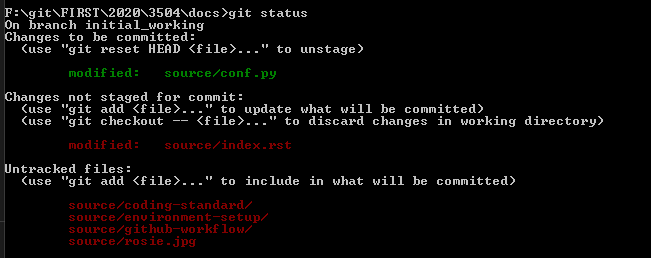 F:\git\FIRST\2020\3504\docs>git status
On branch initial_working
Changes to be committed:
  (use "git reset HEAD <file>..." to unstage)
        modified:   source/conf.py
Changes not staged for commit:
  (use "git add <file>..." to update what will be committed)
  (use "git checkout -- <file>..." to discard changes in working directory)
        modified:   source/index.rst
Untracked files:
  (use "git add <file>..." to include in what will be committed)
        source/coding-standard/
        source/environment-setup/
        source/github-workflow/
        source/rosie.jpg